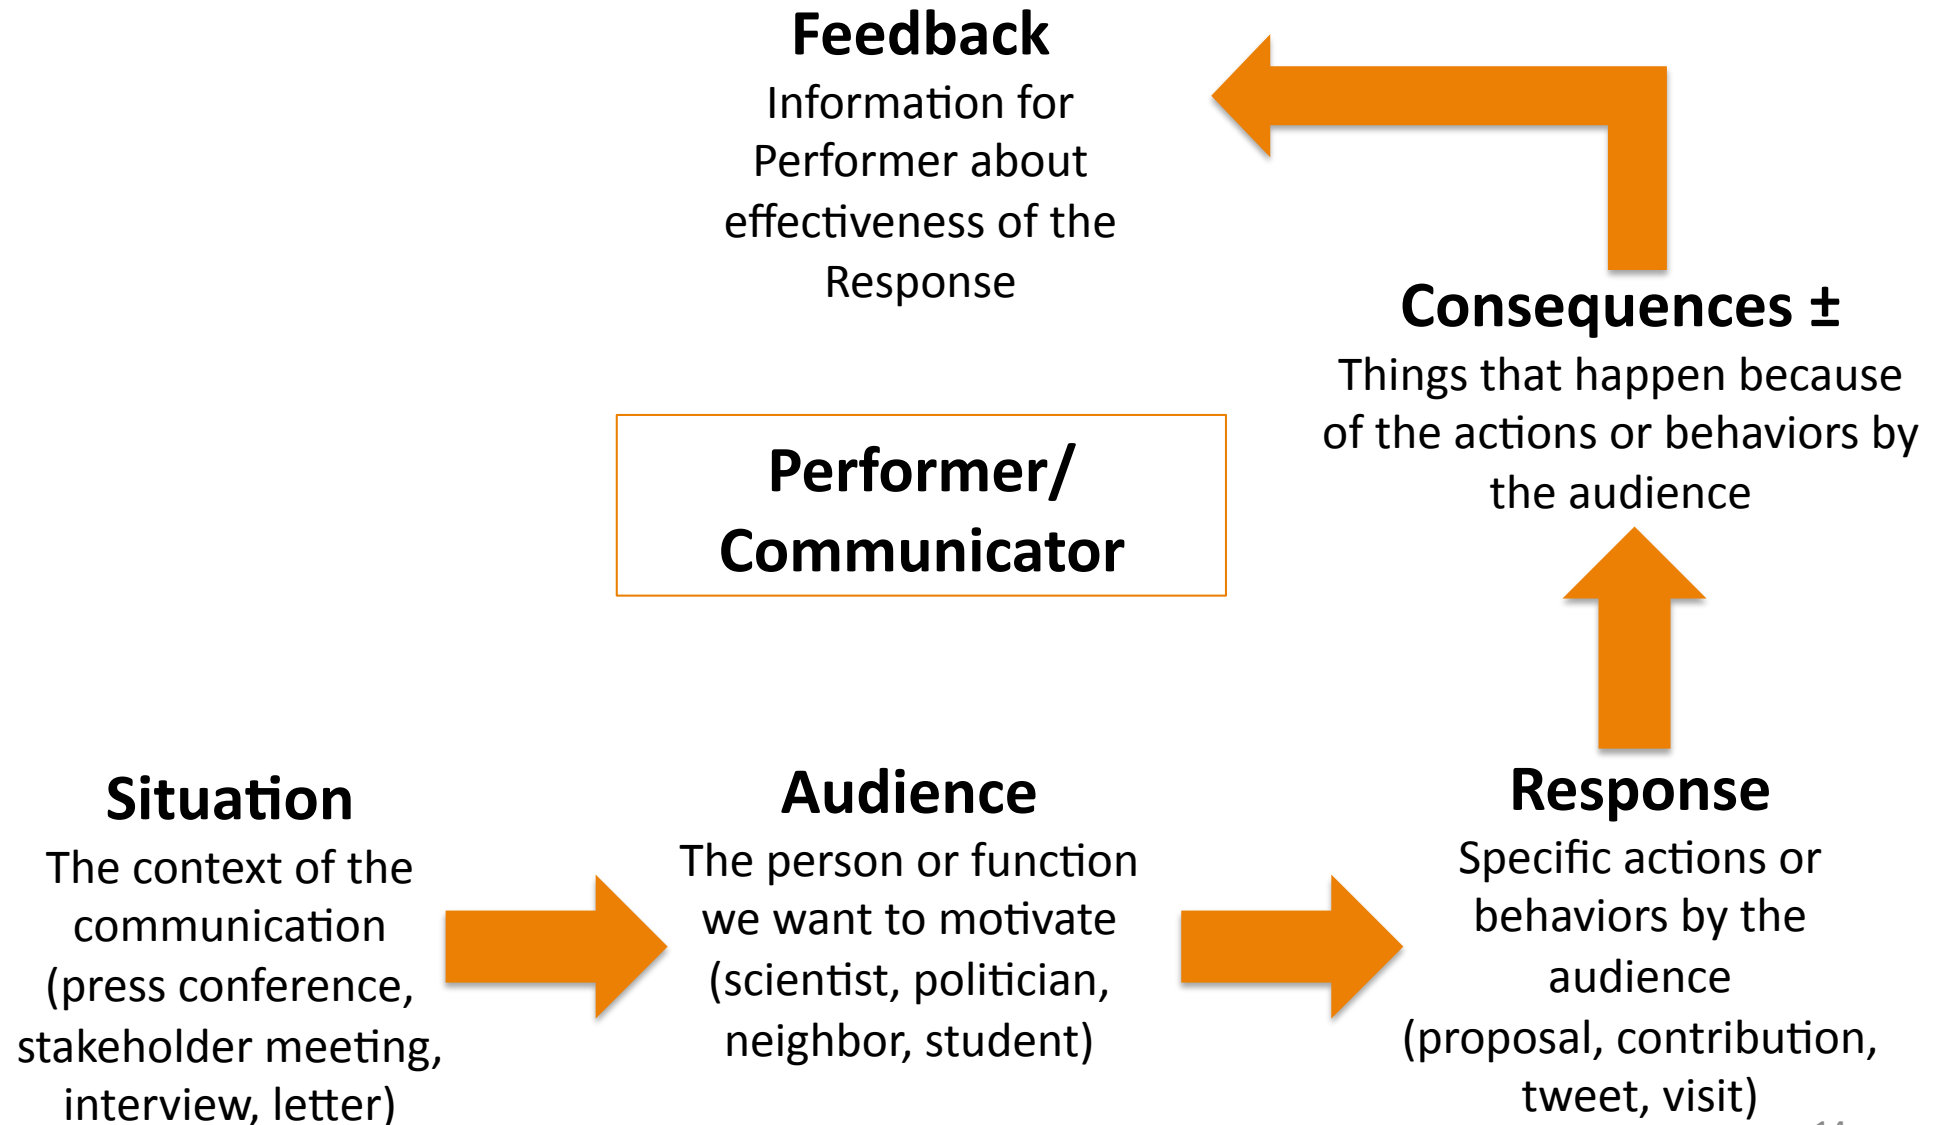 Feedback
Information for
Performer about
effectiveness of the
Response
Consequences ±
Things that happen because
of the actions or behaviors by
the audience
Performer/
Communicator
Situation
The context of the
communication
(press conference,
stakeholder meeting,
interview, letter)
Audience
The person or function
we want to motivate
(scientist, politician,
neighbor, student)
Response
Specific actions or
behaviors by the
audience
(proposal, contribution,
tweet, visit)